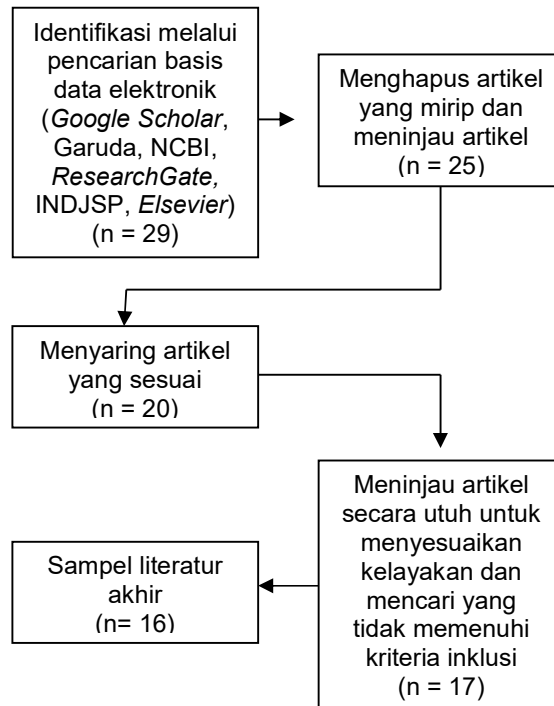 Identifikasi melalui
pencarian basis
data elektronik
(Google Scholar,
Garuda, NCBI,
ResearchGate,
INDJSP, Elsevier)
(n = 29)
Menghapus artikel
yang mirip dan
meninjau artikel
(n = 25)
Menyaring artikel
yang sesuai
(n = 20)
Meninjau artikel
secara utuh untuk
menyesuaikan
kelayakan dan
mencari yang
tidak memenuhi
kriteria inklusi
(n = 17)
Sampel literatur
akhir
(n= 16)